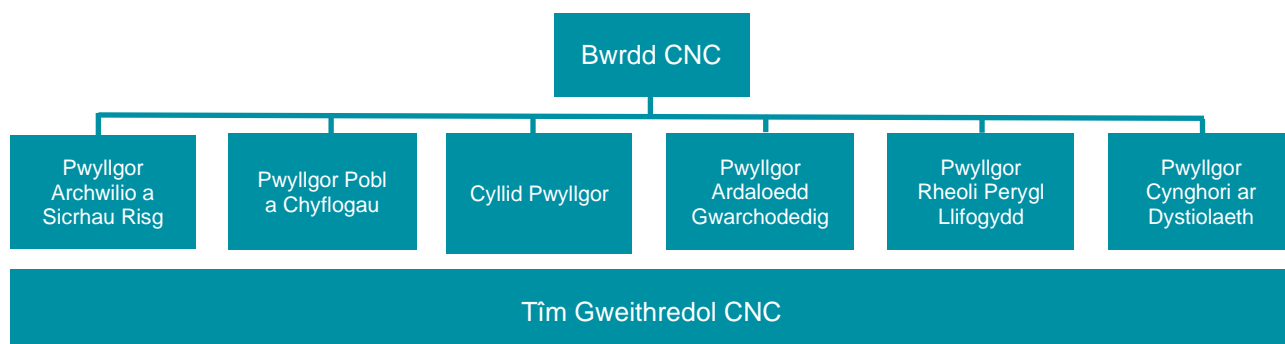 Bwrdd CNC
Pwyllgor
Archwilio a
Sicrhau Risg
Pwyllgor Pobl
a Chyflogau
Cyllid Pwyllgor
Pwyllgor
Ardaloedd
Gwarchodedig
Pwyllgor
Rheoli Perygl
Llifogydd
Pwyllgor
Cynghori ar
Dystiolaeth
Tîm Gweithredol CNC